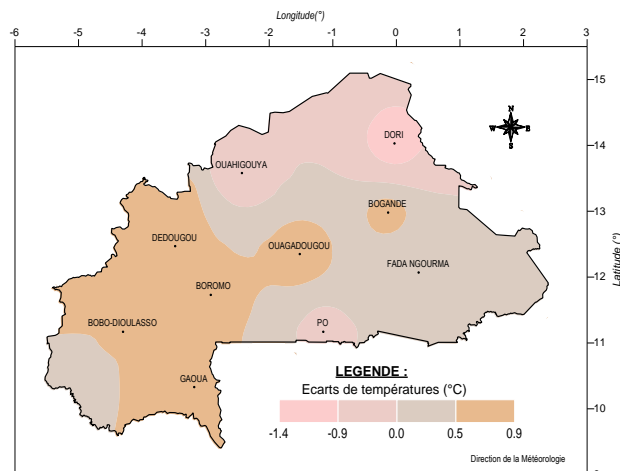 Longitude(°)
-6 -5 -4 -3 -2 -1 0 1 2 3
15
DORI
N
W E
S
14
OUAHIGOUYA
BOGANDE
13
DEDOUGOU
OUAGADOUGOU
FADA NGOURMA
12
Latitude (°)
BOROMO
BOBO-DIOULASSO
PO
11
LEGENDE :
GAOUA
Ecarts de températures (°C)
10
-1.4 -0.9 0.0 0.5 0.9
Direction de la Météorologie